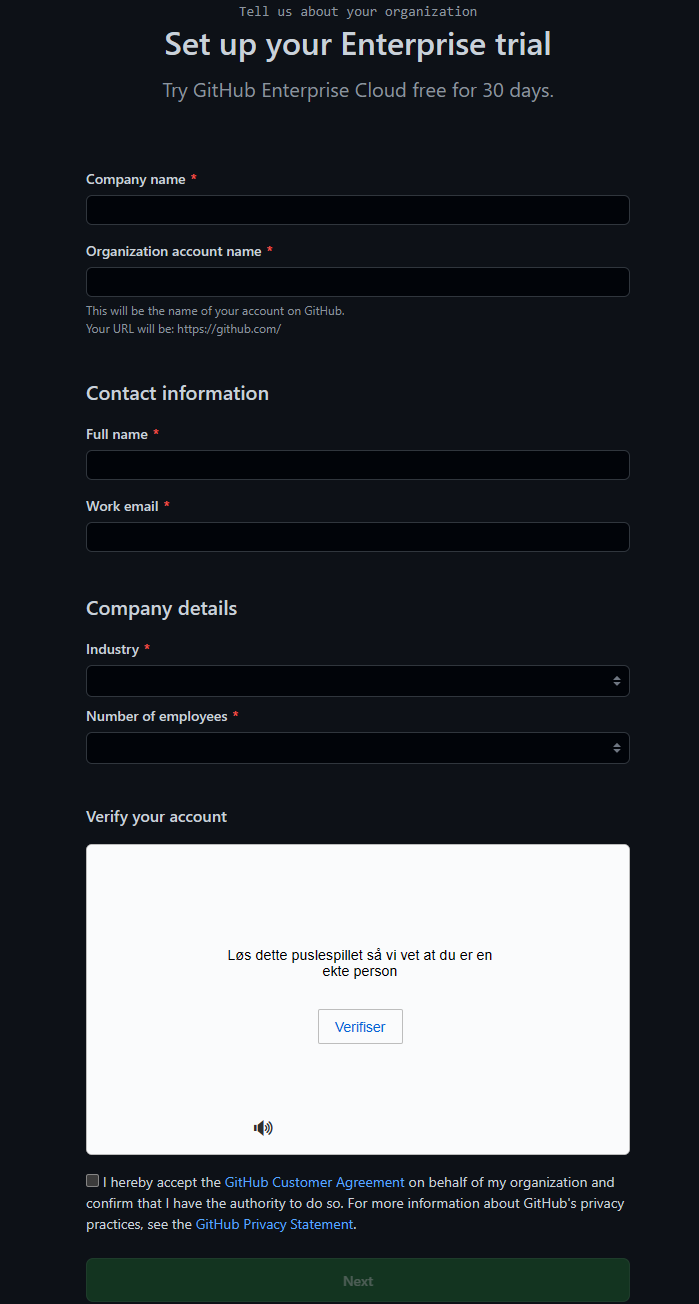 Tell us about your organization
Set up your Enterprise trial
Try GitHub Enterprise Cloud free for 30 days.
Company name *
Organization account name *
This will be the name of your account on GitHub.
Your URL will be: https://github.com/
Contact information
Full name *
Work email *
Company details
Industry *
Number of employees *
Verify your account
Løs dette puslespillet så vi vet at du er en
ekte person
Verifiser
I hereby accept the GitHub Customer Agreement on behalf of my organization and
confirm that I have the authority to do so. For more information about GitHub's privacy
practices, see the GitHub Privacy Statement.
Next